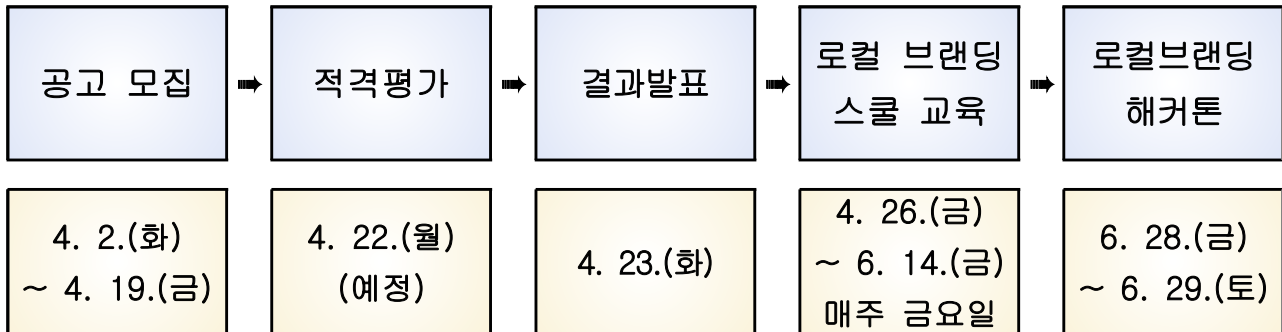 공고 모집
➠
적격평가
➠
결과발표
➠
로컬 브랜딩
스쿨 교육
➠
로컬브랜딩
해커톤
4. 2.(화)
~ 4. 19.(금)
4. 22.(월)
(예정)
4. 23.(화)
4. 26.(금)
~ 6. 14.(금)
매주 금요일
6. 28.(금)
~ 6. 29.(토)